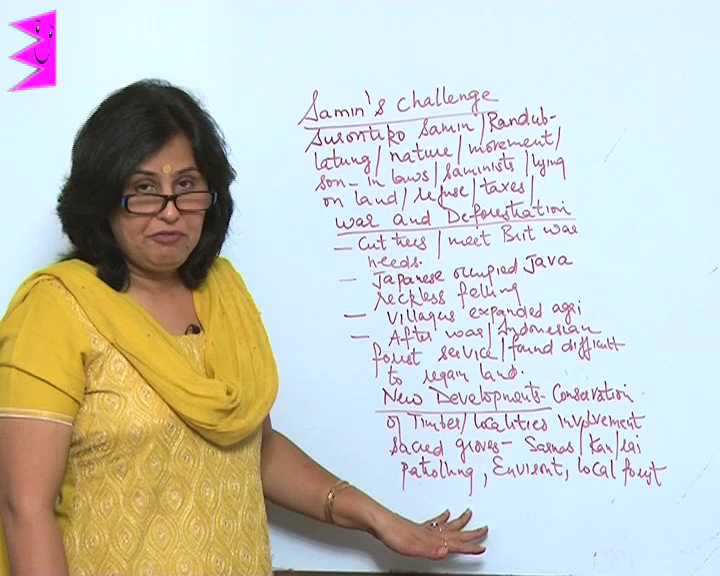 Samin's challenge
Surontiko Samin / Randub-
latung / nature / movement /
son-in laws / saminists / lying
on land / refuse / taxes /
war and Deforestration
- Cut trees / meet Brit war
needs.
- Japanese occupied Java
reckless felling
- Villages expanded agri
- After war / Indonesian
forest service / found difficult
to regain land.
New Developments - Conservation
of Timber / localities involvement
sacred groves - Sarnas / Kan / rai
patrolling, Environt, local forest